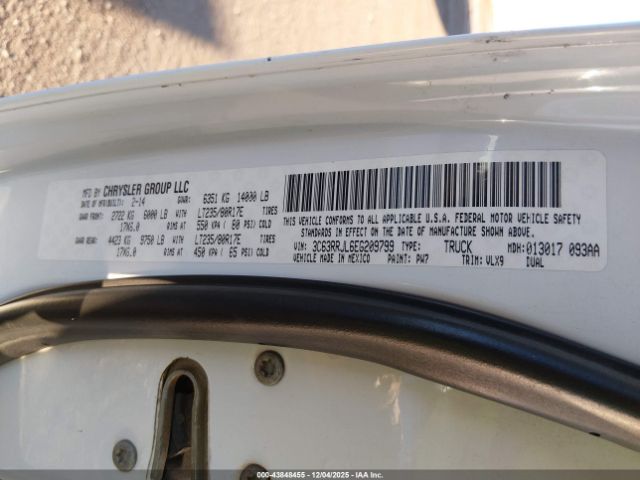 MFD BY CHRYSLER GROUP LLC
DATE OF MFR(BUILT): 2-14 GVWR: 6351 KG 14000 LB
GAWR FRONT: 2722 KG 6000 LB WITH LT235/80R17E TIRES
17X6.0 RIMS AT 550 KPA ( 80 PSI) COLD
GAWR REAR: 4423 KG 9750 LB WITH LT235/80R17E TIRES
17X6.0 RIMS AT 450 KPA ( 65 PSI) COLD
THIS VEHICLE CONFORMS TO ALL APPLICABLE U.S.A. FEDERAL MOTOR VEHICLE SAFETY
STANDARDS IN EFFECT ON THE DATE OF MANUFACTURE SHOWN ABOVE.
VIN: 3C63RRJL6EG209799 TYPE: TRUCK MDH: 013017 093AA
VEHICLE MADE IN MEXICO PAINT: PW7 TRIM: VLX9 DUAL
000-43848455 - 12/04/2025 - IAAI.COM